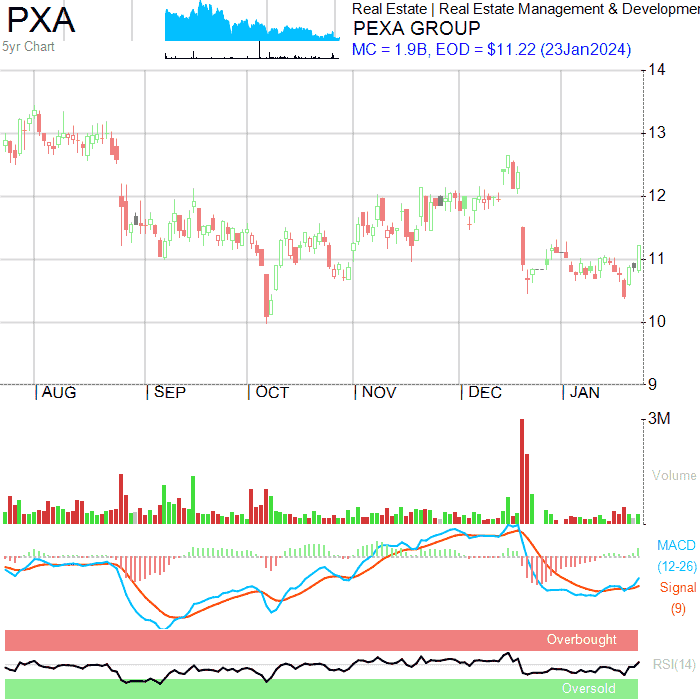 PXA
5yr Chart
Real Estate | Real Estate Management & Developmen
PEXA GROUP
MC = 1.9B, EOD = $11.22 (23Jan2024)
14
13
12
11
10
9
| AUG | SEP | OCT | NOV | DEC | JAN
3M
Volume
MACD
(12-26)
Signal
(9)
Overbought
RSI(14)
Oversold